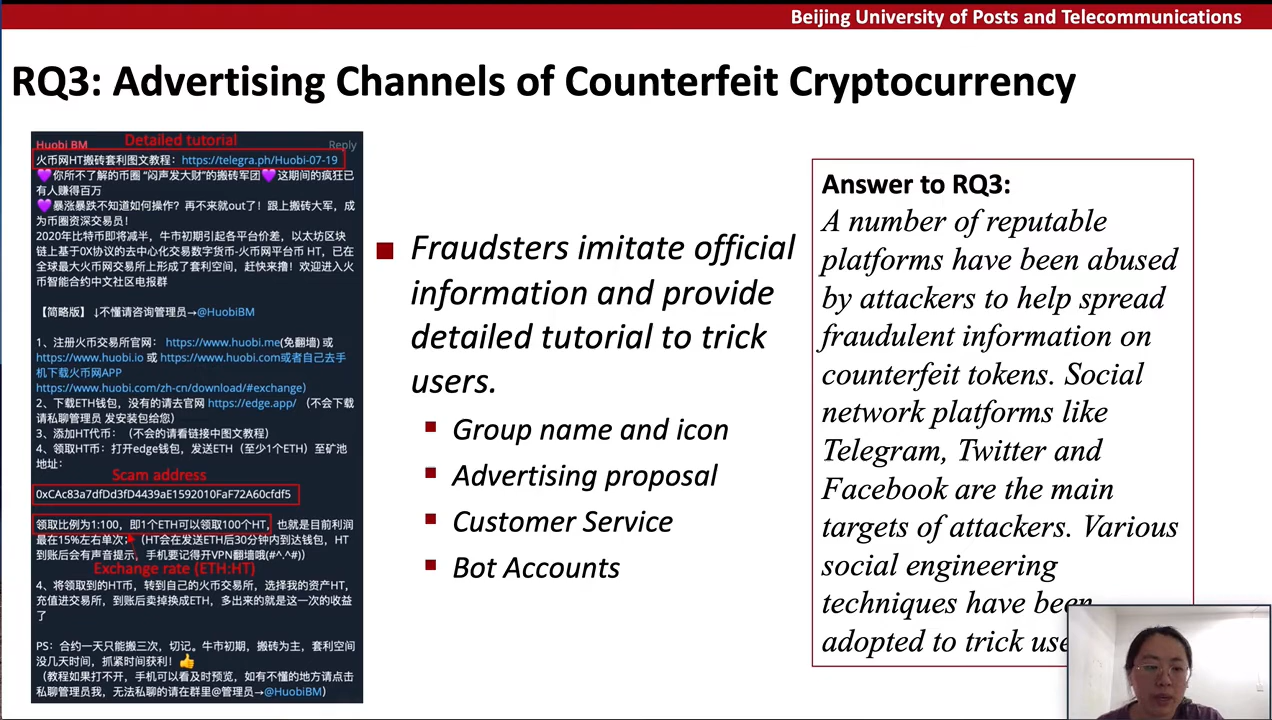 Beijing University of Posts and Telecommunications
RQ3: Advertising Channels of Counterfeit Cryptocurrency
Detailed tutorial
Huobi BM
Reply
火币网HT搬砖套利图文教程：https://telegra.ph/Huobi-07-19
💜你所不了解的币圈 “闷声发大财”的搬砖军团💜这期间的疯狂已
有人赚得百万
💜暴涨暴跌不知道如何操作？再不来就out了！跟上搬砖大军，成
为币圈资深交易员！
2020年比特币即将减半，牛市初期引起各平台价差，以太坊区块
链上基于0X协议的去中心化交易数字货币-火币网平台币 HT，已在
全球最大火币网交易所上形成了套利空间，赶快来撸！欢迎进入火
币智能合约中文社区电报群
【简略版】↓不懂请咨询管理员→@HuobiBM
1、注册火币交易所官网： https://www.huobi.me(免翻墙) 或
https://www.huobi.io 或 https://www.huobi.com或者自己去手
机下载火币网APP
https://www.huobi.com/zh-cn/download/#exchange）
2、下载ETH钱包，没有的请去官网 https://edge.app/ （不会下载
请私聊管理员 发安装包给您）
3、添加HT代币：（不会的请看链接中图文教程）
4、领取HT币：打开edge钱包，发送ETH（至少1个ETH）至矿池
地址：
Scam address
0xCAc83a7dfDd3fD4439aE1592010FaF72A60cfdf5
领取比例为1:100，即1个ETH可以领取100个HT，也就是目前利润
最在15%左右单次；（HT会在发送ETH后30分钟内到达钱包，HT
到账后会有声音提示，手机要记得开VPN翻墙哦(#^.^#)）
Exchange rate (ETH:HT)
4、将领取到的HT币，转到自己的火币交易所，选择我的资产HT，
充值进交易所，到账后卖掉换成ETH，多出来的就是这一次的收益
了
PS：合约一天只能搬三次，切记。牛市初期，搬砖为主，套利空间
没几天时间，抓紧时间获利！👍
（教程如果打不开，手机可以看及时预览，如有不懂的地方请点击
私聊管理员我，无法私聊的请在群里@管理员→@HuobiBM）
Fraudsters imitate official
information and provide
detailed tutorial to trick
users.
Group name and icon
Advertising proposal
Customer Service
Bot Accounts
Answer to RQ3:
A number of reputable
platforms have been abused
by attackers to help spread
fraudulent information on
counterfeit tokens. Social
network platforms like
Telegram, Twitter and
Facebook are the main
targets of attackers. Various
social engineering
techniques have been
adopted to trick